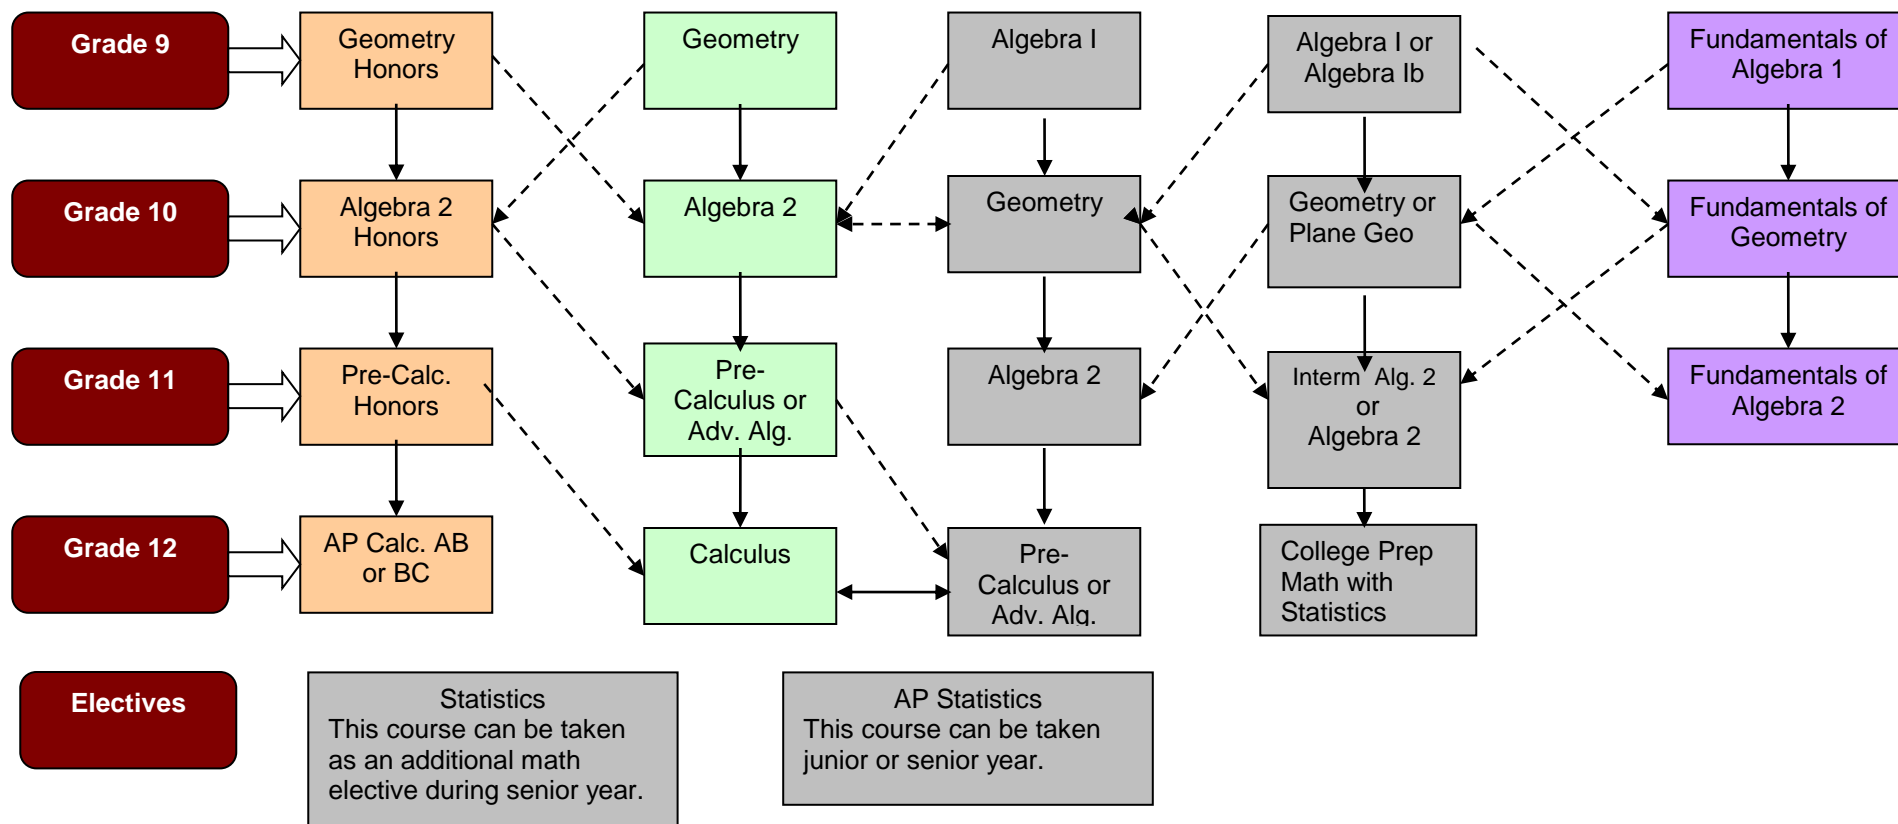 Grade 9
Geometry
Honors
Geometry
Algebra I
Algebra I or
Algebra Ib
Fundamentals of
Algebra 1
Grade 10
Algebra 2
Honors
Algebra 2
Geometry
Geometry or
Plane Geo
Fundamentals of
Geometry
Grade 11
Pre-Calc.
Honors
Pre-
Calculus or
Adv. Alg.
Algebra 2
Interm Alg. 2
or
Algebra 2
Fundamentals of
Algebra 2
Grade 12
AP Calc. AB
or BC
Calculus
Pre-
Calculus or
Adv. Alg.
College Prep
Math with
Statistics
Electives
Statistics
This course can be taken
as an additional math
elective during senior year.
AP Statistics
This course can be taken
junior or senior year.